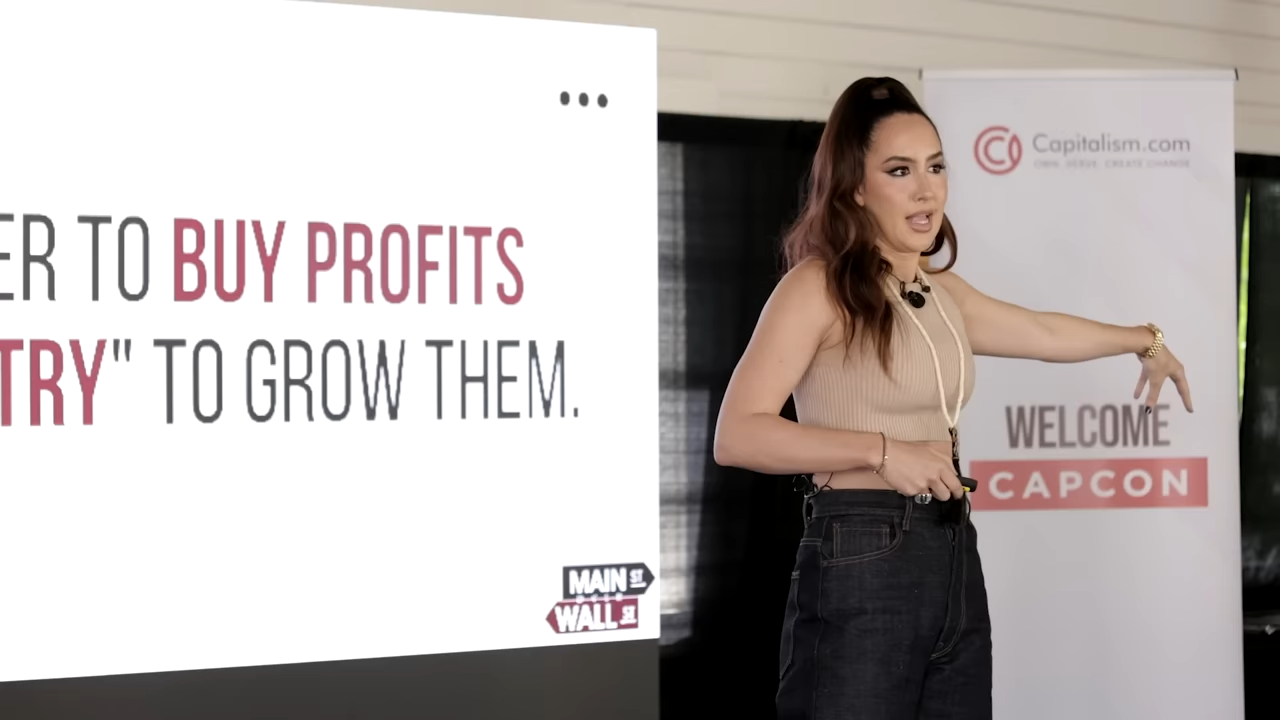 ER TO BUY PROFITS
TRY" TO GROW THEM.
MAIN ST
OVER
WALL ST
Capitalism.com
OWN. SERVE. CREATE CHANGE
WELCOME
CAPCON